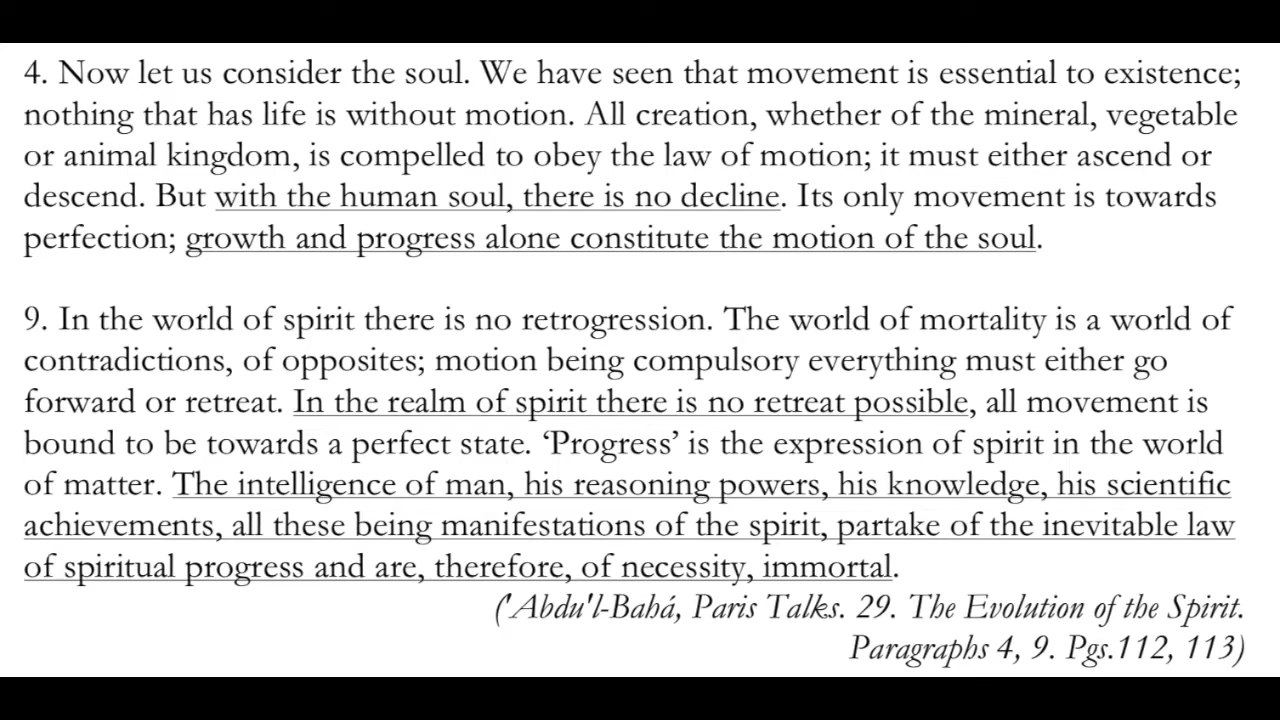 4. Now let us consider the soul. We have seen that movement is essential to existence;
nothing that has life is without motion. All creation, whether of the mineral, vegetable
or animal kingdom, is compelled to obey the law of motion; it must either ascend or
descend. But with the human soul, there is no decline. Its only movement is towards
perfection; growth and progress alone constitute the motion of the soul.
9. In the world of spirit there is no retrogression. The world of mortality is a world of
contradictions, of opposites; motion being compulsory everything must either go
forward or retreat. In the realm of spirit there is no retreat possible, all movement is
bound to be towards a perfect state. ‘Progress’ is the expression of spirit in the world
of matter. The intelligence of man, his reasoning powers, his knowledge, his scientific
achievements, all these being manifestations of the spirit, partake of the inevitable law
of spiritual progress and are, therefore, of necessity, immortal.
('Abdu'l-Bahá, Paris Talks. 29. The Evolution of the Spirit.
Paragraphs 4, 9. Pgs.112, 113)